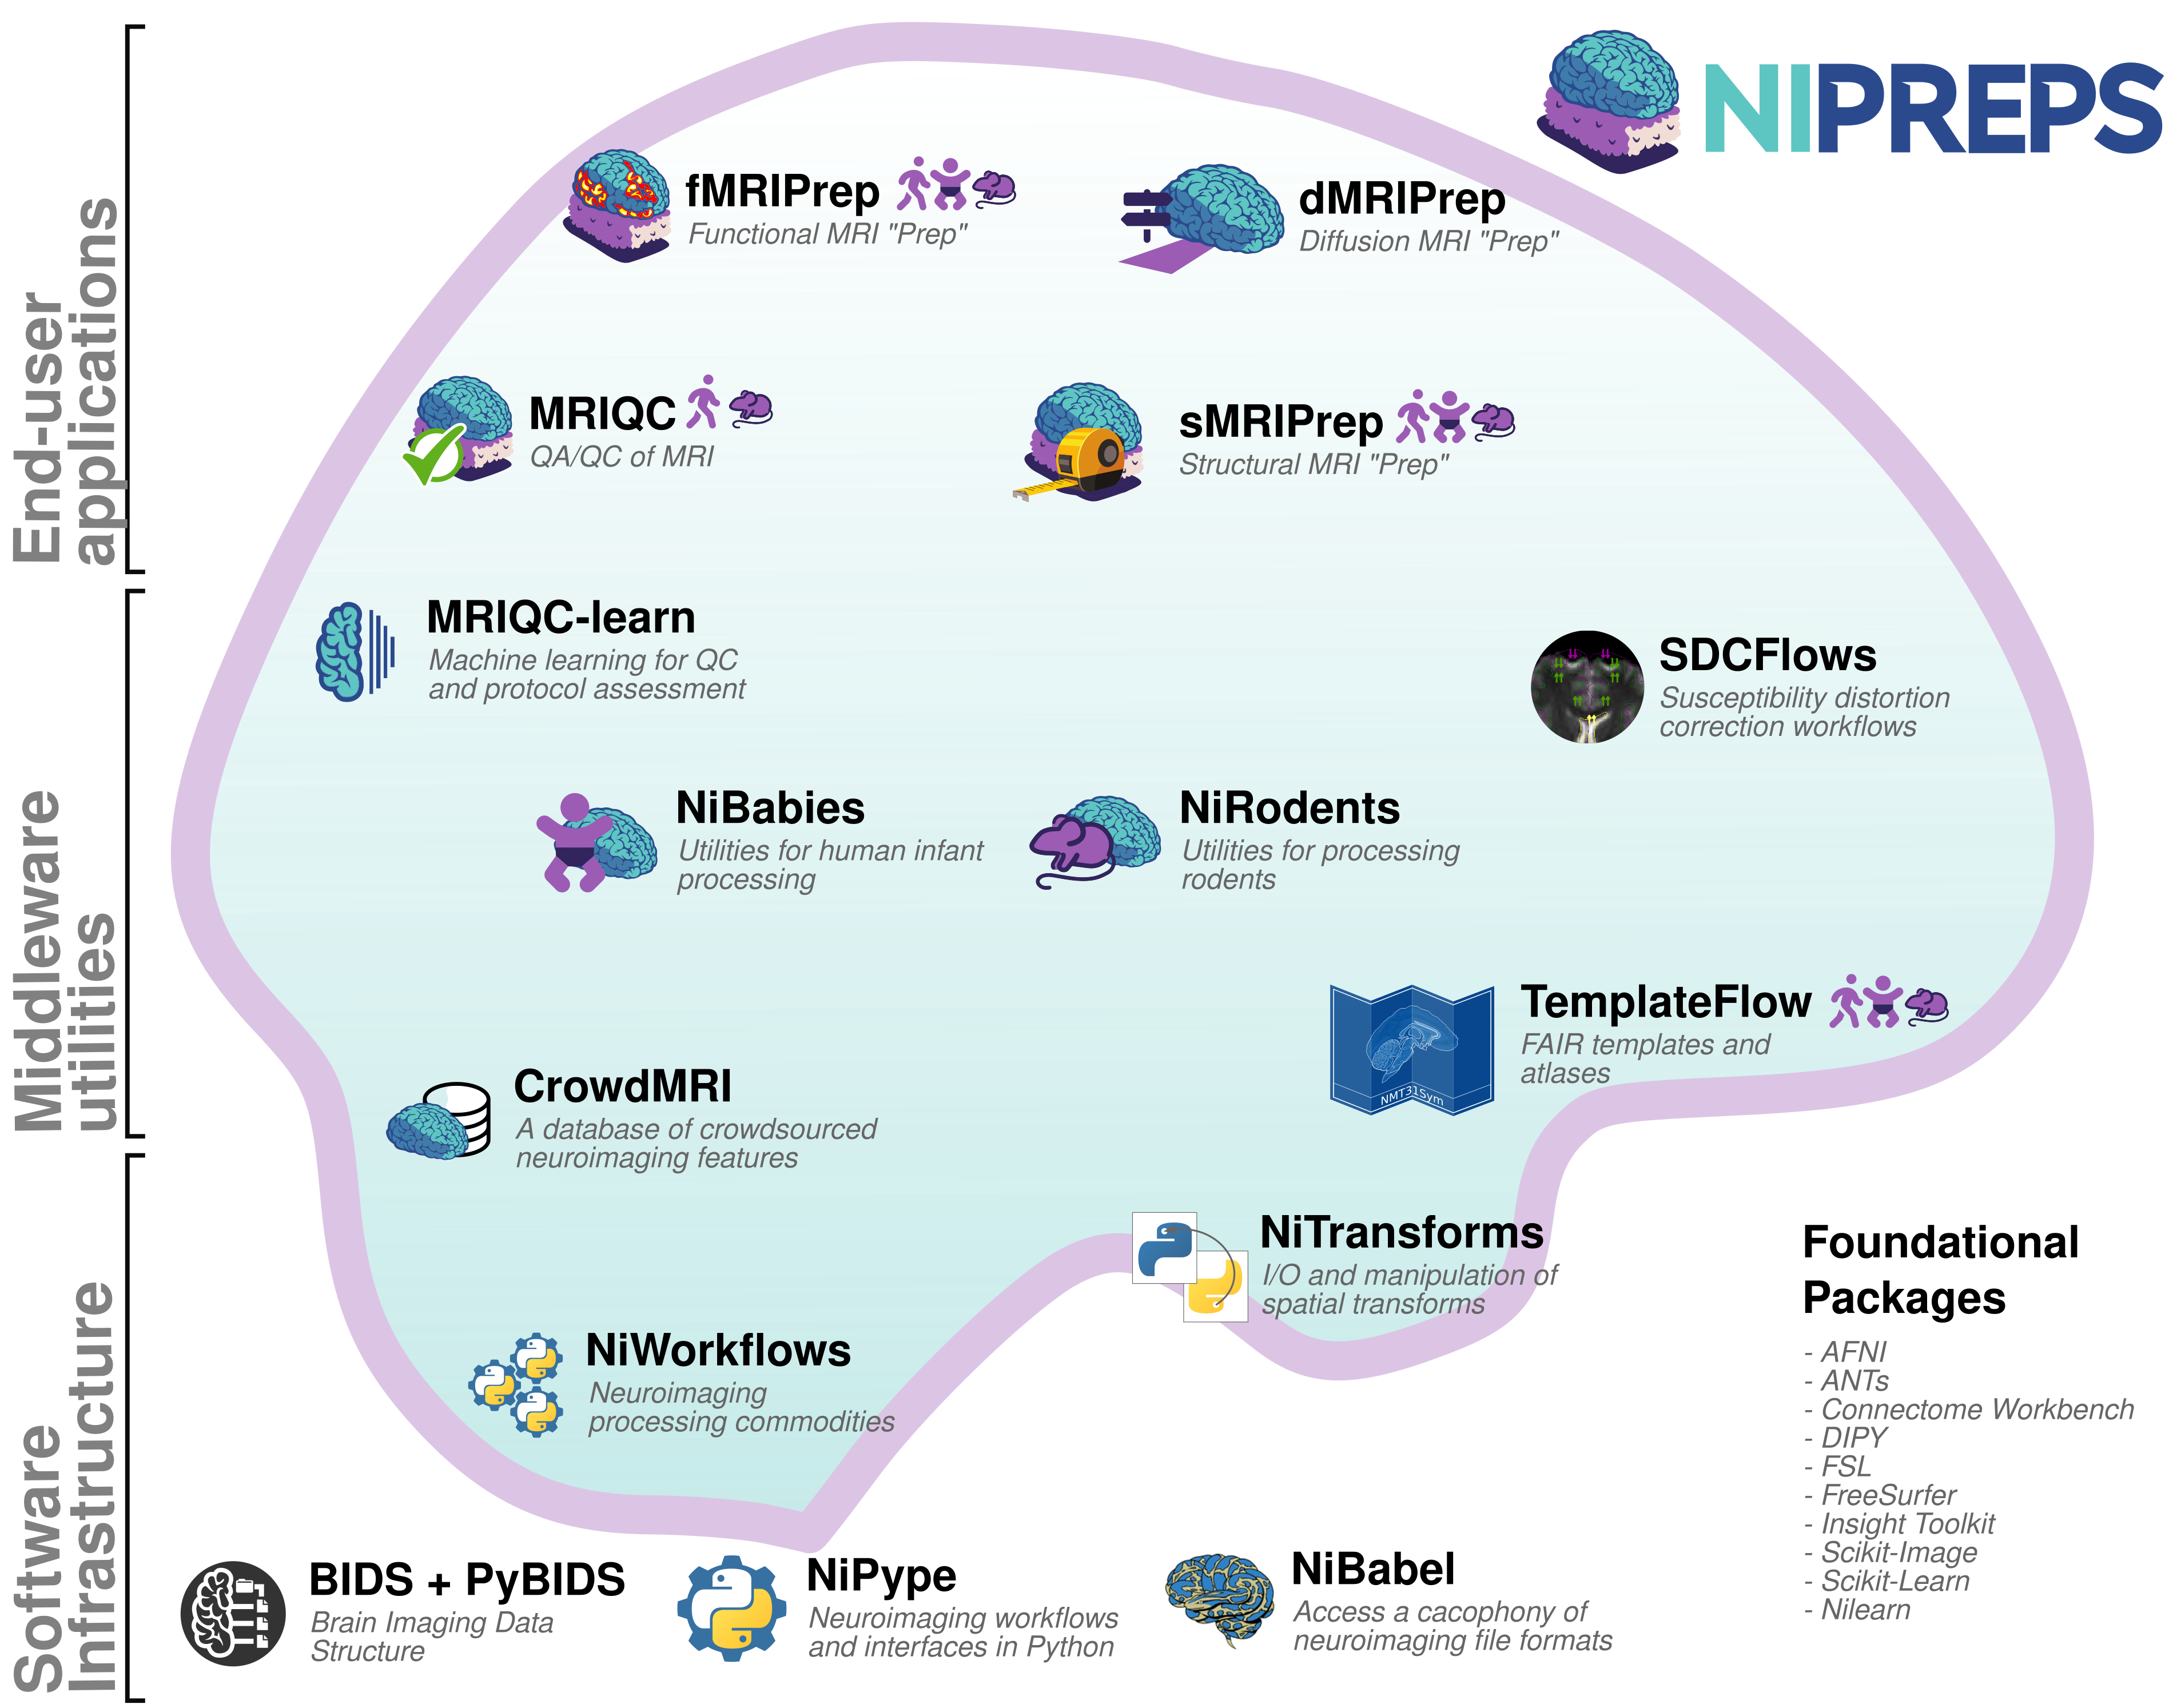 NIPREPS
End-user
applications
fMRIPrep
Functional MRI "Prep"
dMRIPrep
Diffusion MRI "Prep"
MRIQC
QA/QC of MRI
sMRIPrep
Structural MRI "Prep"
Middleware
utilities
MRIQC-learn
Machine learning for QC
and protocol assessment
SDCFlows
Susceptibility distortion
correction workflows
NiBabies
Utilities for human infant
processing
NiRodents
Utilities for processing
rodents
TemplateFlow
FAIR templates and
atlases
NMT31Sym
CrowdMRI
A database of crowdsourced
neuroimaging features
Software
Infrastructure
NiTransforms
I/O and manipulation of
spatial transforms
NiWorkflows
Neuroimaging
processing commodities
BIDS + PyBIDS
Brain Imaging Data
Structure
NiPype
Neuroimaging workflows
and interfaces in Python
NiBabel
Access a cacophony of
neuroimaging file formats
Foundational
Packages
- AFNI
- ANTs
- Connectome Workbench
- DIPY
- FSL
- FreeSurfer
- Insight Toolkit
- Scikit-Image
- Scikit-Learn
- Nilearn